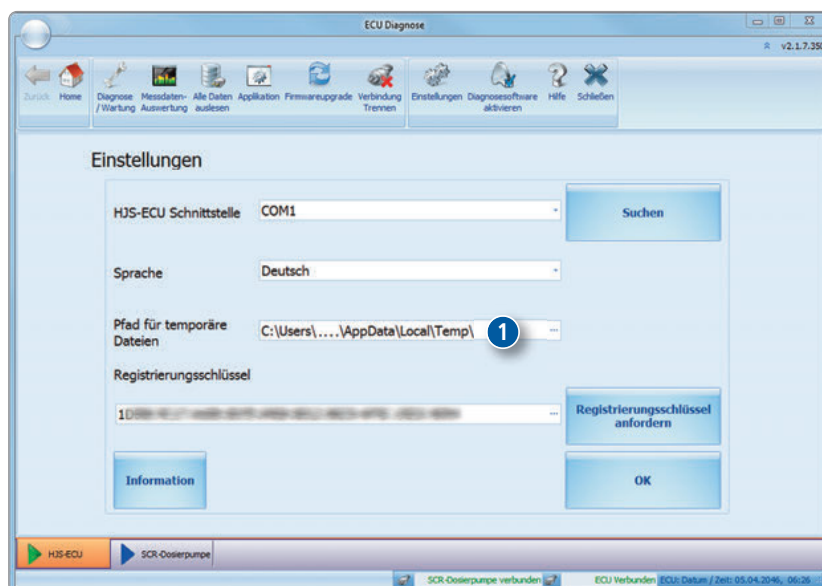 ECU Diagnose
v2.1.7.350
Zurück
Home
Diagnose / Wartung
Messdaten-Auswertung
Alle Daten auslesen
Applikation
Firmwareupgrade
Verbindung Trennen
Einstellungen
Diagnosesoftware aktivieren
Hilfe
Schließen
Einstellungen
HJS-ECU Schnittstelle
COM1
Suchen
Sprache
Deutsch
Pfad für temporäre
Dateien
C:\Users\....\AppData\Local\Temp\
1
Registrierungsschlüssel
Registrierungsschlüssel
anfordern
Information
OK
HJS-ECU
SCR-Dosierpumpe
SCR-Dosierpumpe verbunden
ECU Verbunden
ECU: Datum / Zeit: 05.04.2046, 06:26